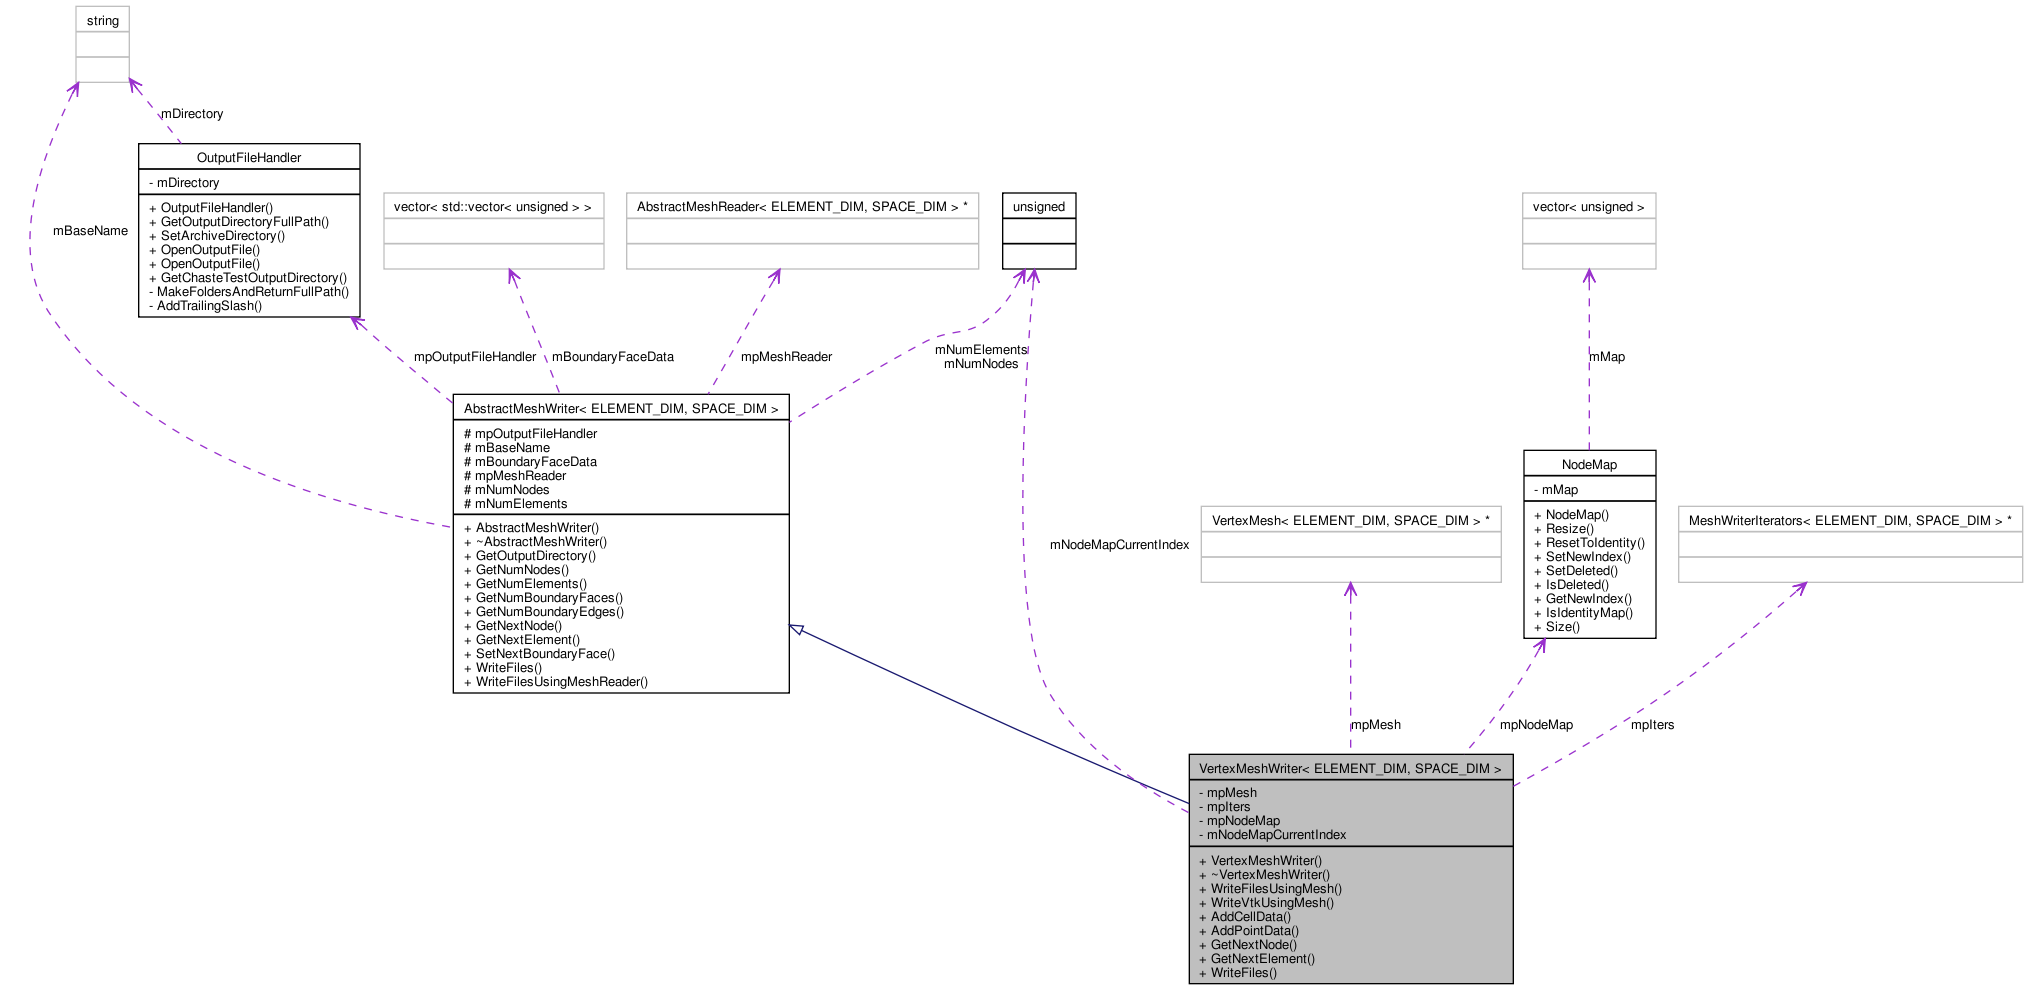 string
mDirectory
OutputFileHandler
- mDirectory
+ OutputFileHandler()
+ GetOutputDirectoryFullPath()
+ SetArchiveDirectory()
+ OpenOutputFile()
+ OpenOutputFile()
+ GetChasteTestOutputDirectory()
- MakeFoldersAndReturnFullPath()
- AddTrailingSlash()
mBaseName
vector< std::vector< unsigned > >
AbstractMeshReader< ELEMENT_DIM, SPACE_DIM > *
unsigned
vector< unsigned >
mpOutputFileHandler
mBoundaryFaceData
mpMeshReader
mNumElements
mNumNodes
mMap
AbstractMeshWriter< ELEMENT_DIM, SPACE_DIM >
# mpOutputFileHandler
# mBaseName
# mBoundaryFaceData
# mpMeshReader
# mNumNodes
# mNumElements
+ AbstractMeshWriter()
+ ~AbstractMeshWriter()
+ GetOutputDirectory()
+ GetNumNodes()
+ GetNumElements()
+ GetNumBoundaryFaces()
+ GetNumBoundaryEdges()
+ GetNextNode()
+ GetNextElement()
+ SetNextBoundaryFace()
+ WriteFiles()
+ WriteFilesUsingMeshReader()
mNodeMapCurrentIndex
VertexMesh< ELEMENT_DIM, SPACE_DIM > *
NodeMap
- mMap
+ NodeMap()
+ Resize()
+ ResetToIdentity()
+ SetNewIndex()
+ SetDeleted()
+ IsDeleted()
+ GetNewIndex()
+ IsIdentityMap()
+ Size()
MeshWriterIterators< ELEMENT_DIM, SPACE_DIM > *
mpMesh
mpNodeMap
mpIters
VertexMeshWriter< ELEMENT_DIM, SPACE_DIM >
- mpMesh
- mpIters
- mpNodeMap
- mNodeMapCurrentIndex
+ VertexMeshWriter()
+ ~VertexMeshWriter()
+ WriteFilesUsingMesh()
+ WriteVtkUsingMesh()
+ AddCellData()
+ AddPointData()
+ GetNextNode()
+ GetNextElement()
+ WriteFiles()